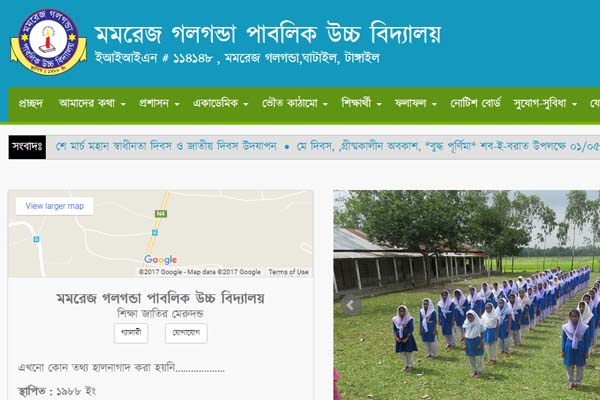 মমরেজ গলগন্ডা পাবলিক উচ্চ বিদ্যালয়
ইআইআইএন # ১১৪১৪৮ , মমরেজ গলগন্ডা,ঘাটাইল, টাঙ্গাইল
প্রচ্ছদ আমাদের কথা প্রশাসন একাডেমিক ভৌত কাঠামো শিক্ষার্থী ফলাফল নোটিশ বোর্ড সুযোগ-সুবিধা
সংবাদঃ শে মার্চ মহান স্বাধীনতা দিবস ও জাতীয় দিবস উদযাপন • মে দিবস, ,গ্রীষ্মকালীন অবকাশ, *বুদ্ধ পূর্ণিমা* শব-ই-বরাত উপলক্ষে ০১/০৫
View larger map
N4
Google
©2017 Google - Map data ©2017 Google Terms of Use
মমরেজ গলগন্ডা পাবলিক উচ্চ বিদ্যালয়
শিক্ষা জাতির মেরুদন্ড
গ্যালারী যোগাযোগ
এখনো কোন তথ্য হালনাগাদ করা হয়নি...................
স্থাপিত : ১৯৮৮ ইং